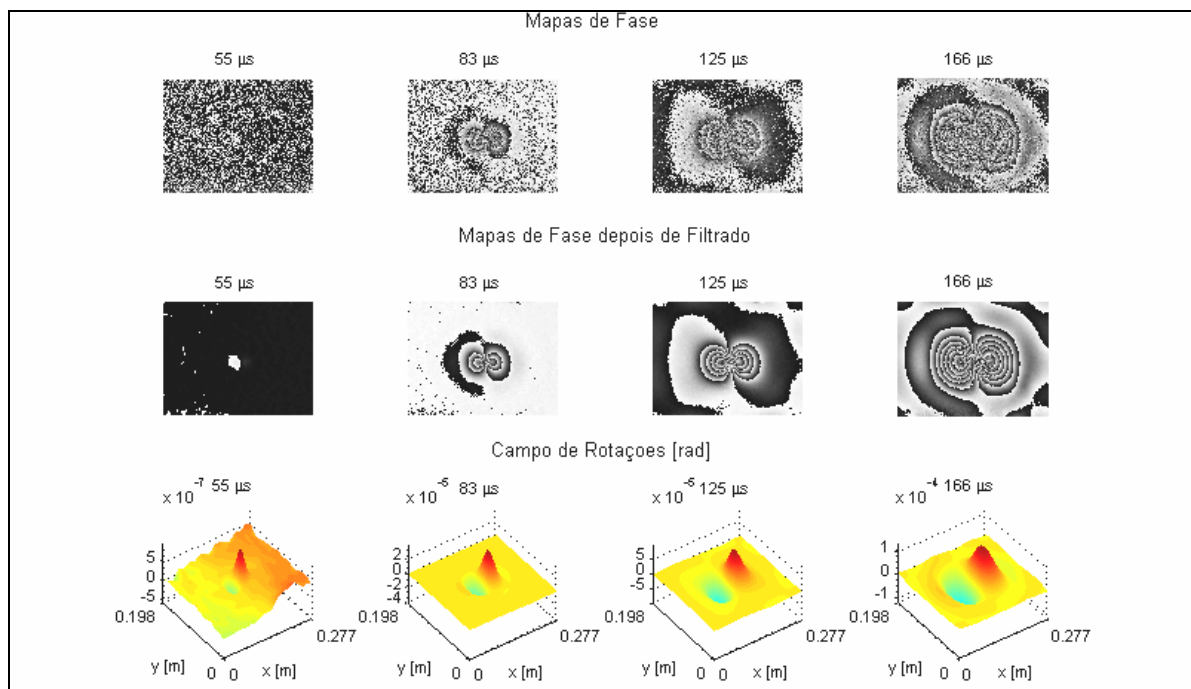 Mapas de Fase
55 µs 83 µs 125 µs 166 µs
Mapas de Fase depois de Filtrado
55 µs 83 µs 125 µs 166 µs
Campo de Rotaçoes [rad]
x 10⁻⁷ 55 µs x 10⁻⁵ 83 µs x 10⁻⁵ 125 µs x 10⁻⁴ 166 µs
5 2 5 1
0 0 0 0
-5 -2 -5 -1
-4
0.198 0.198 0.198 0.198
0.277 0.277 0.277 0.277
y [m] 0 0 x [m] y [m] 0 0 x [m] y [m] 0 0 x [m] y [m] 0 0 x [m]